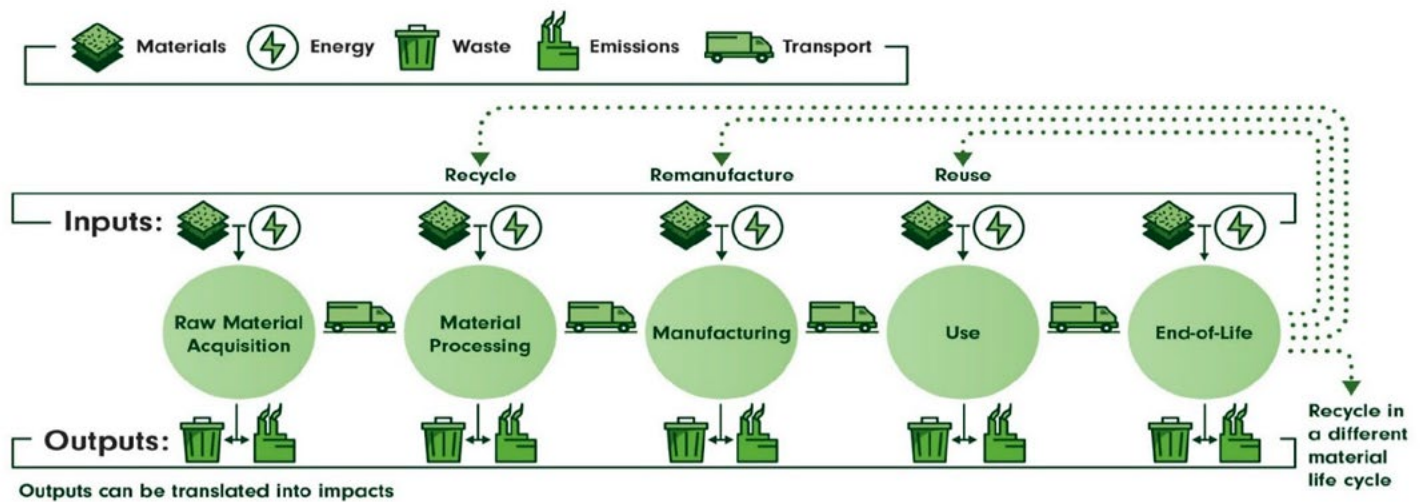 Materials
Energy
Waste
Emissions
Transport
Recycle
Remanufacture
Reuse
Inputs:
Raw Material
Acquisition
Material
Processing
Manufacturing
Use
End-of-Life
Outputs:
Recycle in
a different
material
life cycle
Outputs can be translated into impacts